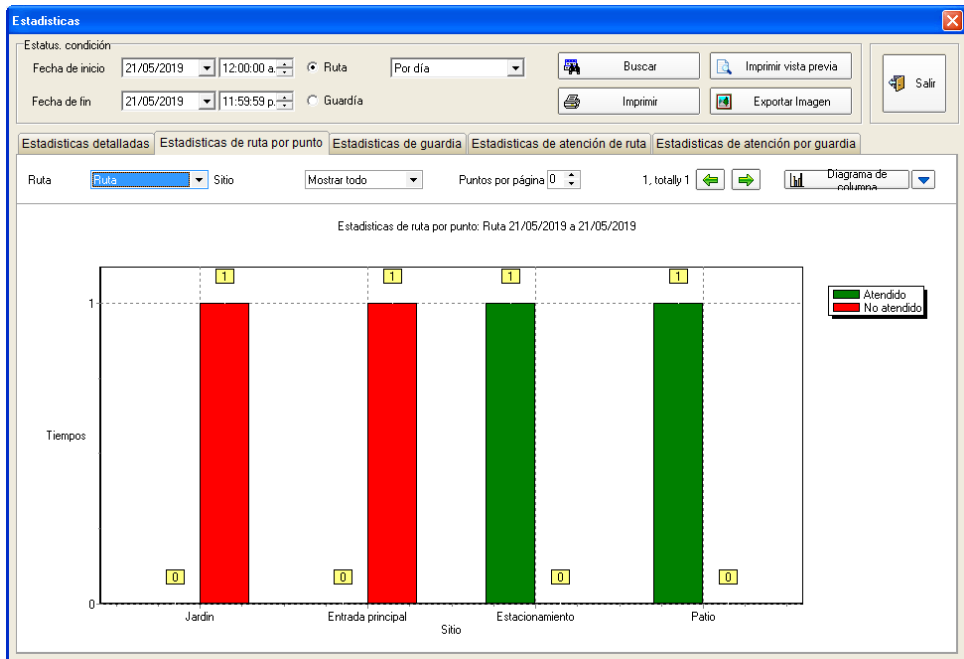 Estadisticas
Estatus. condición
Fecha de inicio 21/05/2019 12:00:00 a. Ruta Por día Buscar Imprimir vista previa
Salir
Fecha de fin 21/05/2019 11:59:59 p. Guardía Imprimir Exportar Imagen
Estadisticas detalladas Estadisticas de ruta por punto Estadisticas de guardia Estadisticas de atención de ruta Estadisticas de atención por guardia
Ruta Ruta Sitio Mostrar todo Puntos por página 0 1, totally 1 Diagrama de
columna
Estadisticas de ruta por punto: Ruta 21/05/2019 a 21/05/2019
1 1 1 1
Atendido
1
No atendido
Tiempos
0 0 0 0
0
Jardin Entrada principal Estacionamiento Patio
Sitio